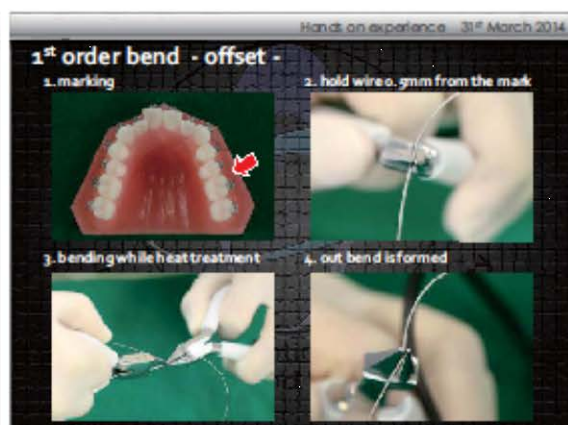 Hands on experience 31st March 2014
1st order bend - offset -
1. marking
2. hold wire 0.5mm from the mark
3. bending while heat treatment
4. out bend is formed